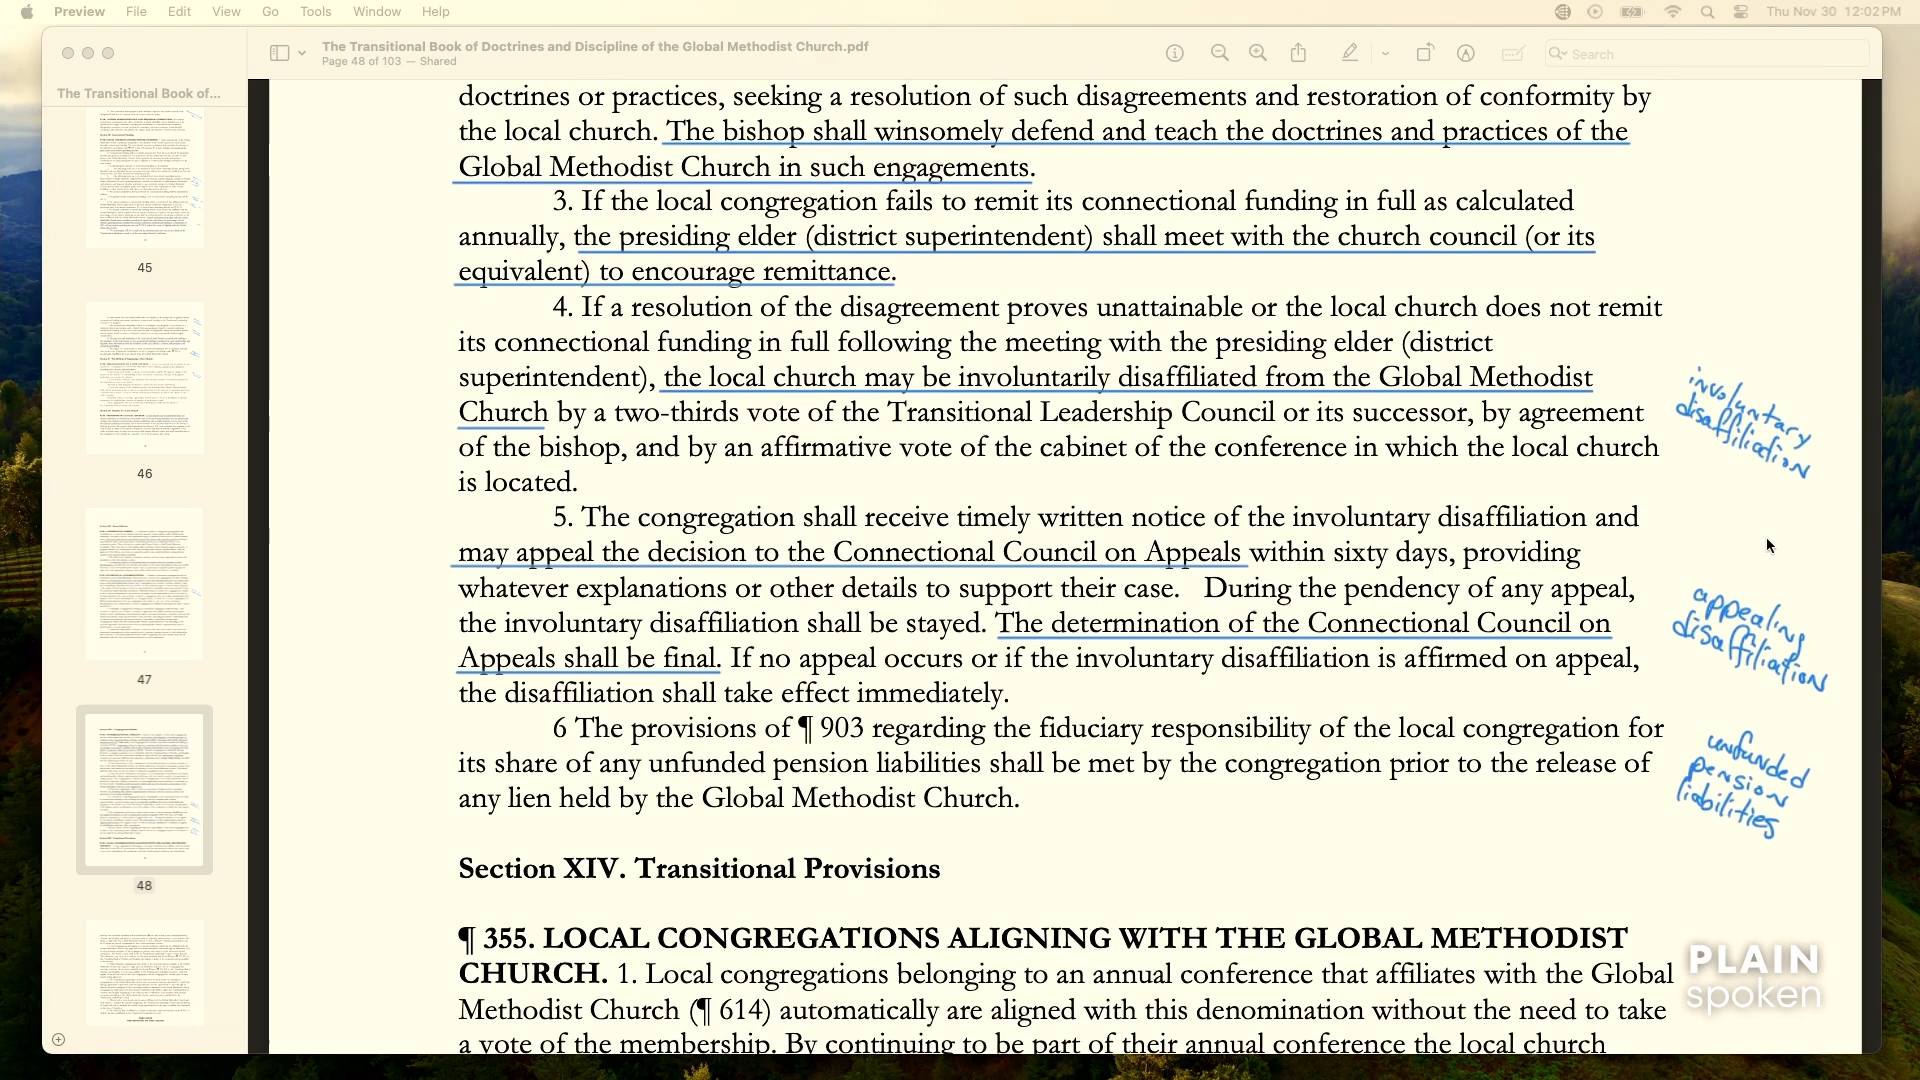 Preview File Edit View Go Tools Window Help
Thu Nov 30 12:02 PM
The Transitional Book of Doctrines and Discipline of the Global Methodist Church.pdf
Page 48 of 103 — Shared
Search
The Transitional Book of...
45
46
47
48
doctrines or practices, seeking a resolution of such disagreements and restoration of conformity by
the local church. The bishop shall winsomely defend and teach the doctrines and practices of the
Global Methodist Church in such engagements.
3. If the local congregation fails to remit its connectional funding in full as calculated
annually, the presiding elder (district superintendent) shall meet with the church council (or its
equivalent) to encourage remittance.
4. If a resolution of the disagreement proves unattainable or the local church does not remit
its connectional funding in full following the meeting with the presiding elder (district
superintendent), the local church may be involuntarily disaffiliated from the Global Methodist
Church by a two-thirds vote of the Transitional Leadership Council or its successor, by agreement
of the bishop, and by an affirmative vote of the cabinet of the conference in which the local church
is located.
involuntary
disaffiliation
5. The congregation shall receive timely written notice of the involuntary disaffiliation and
may appeal the decision to the Connectional Council on Appeals within sixty days, providing
whatever explanations or other details to support their case. During the pendency of any appeal,
the involuntary disaffiliation shall be stayed. The determination of the Connectional Council on
Appeals shall be final. If no appeal occurs or if the involuntary disaffiliation is affirmed on appeal,
the disaffiliation shall take effect immediately.
appealing
disaffiliation
6 The provisions of ¶ 903 regarding the fiduciary responsibility of the local congregation for
its share of any unfunded pension liabilities shall be met by the congregation prior to the release of
any lien held by the Global Methodist Church.
unfunded
pension
liabilities
Section XIV. Transitional Provisions
¶ 355. LOCAL CONGREGATIONS ALIGNING WITH THE GLOBAL METHODIST
CHURCH. 1. Local congregations belonging to an annual conference that affiliates with the Global
Methodist Church (¶ 614) automatically are aligned with this denomination without the need to take
a vote of the membership. By continuing to be part of their annual conference the local church
PLAIN
spoken